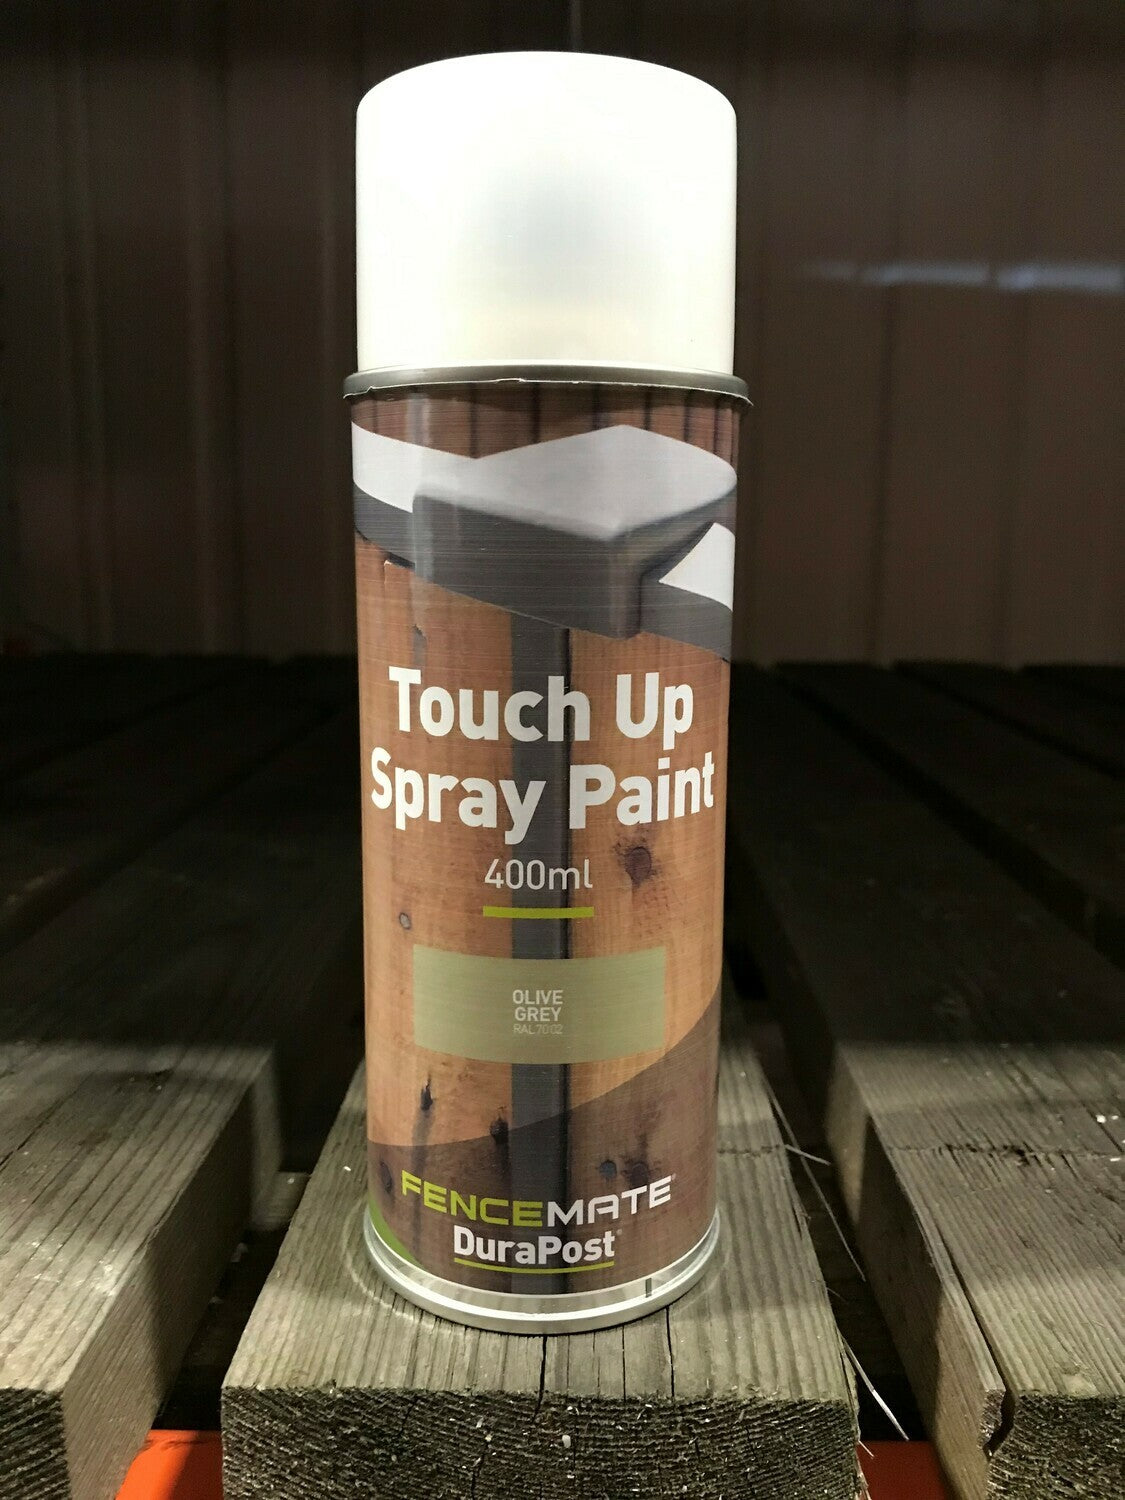 Touch Up
Spray Paint
400ml
OLIVE
GREY
RAL 7002
FENCEMATE®
DuraPost®